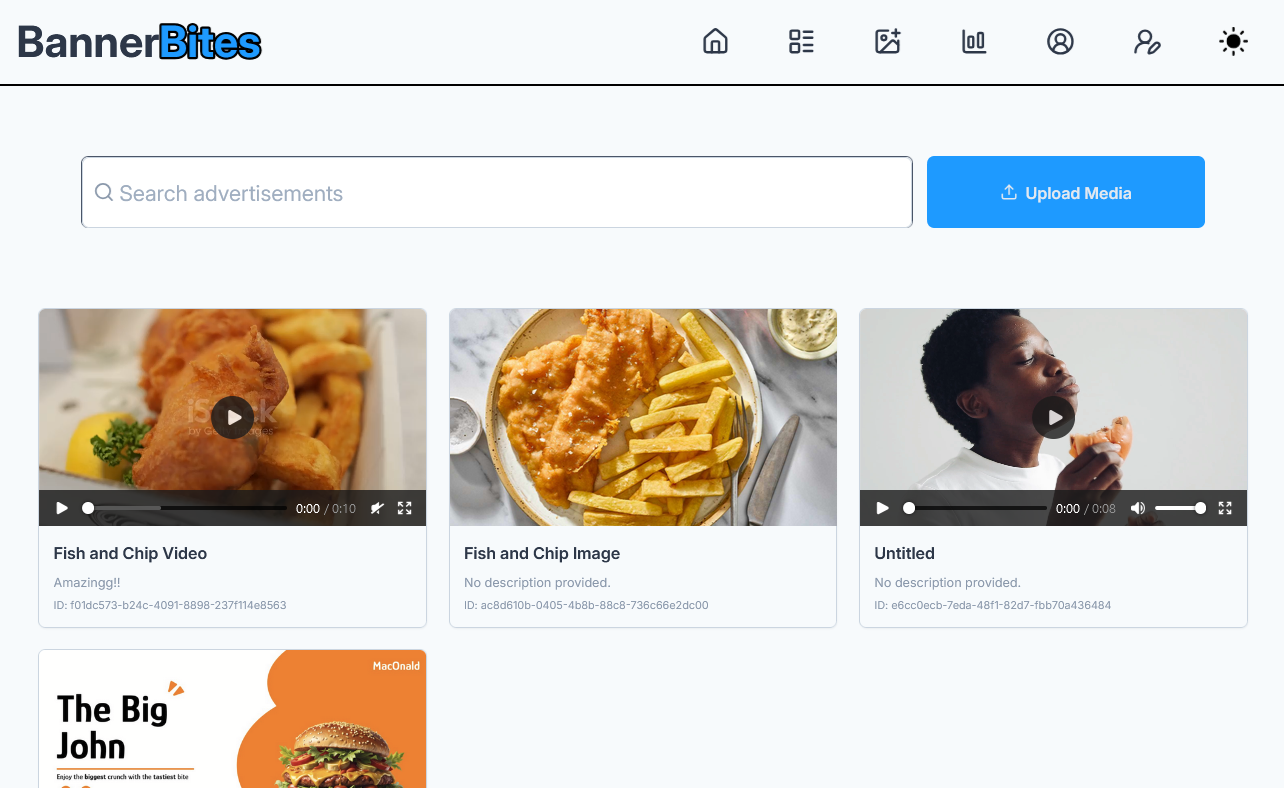 BannerBites
Search advertisements
Upload Media
iStock
0:00 / 0:10
0:00 / 0:08
Fish and Chip Video
Amazingg!!
ID: f01dc573-b24c-4091-8898-237f114e8563
Fish and Chip Image
No description provided.
ID: ac8d610b-0405-4b8b-88c8-736c66e2dc00
Untitled
No description provided.
ID: e6cc0ecb-7eda-48f1-82d7-fbb70a436484
MacOnald
The Big
John
Enjoy the biggest crunch with the tastiest bite